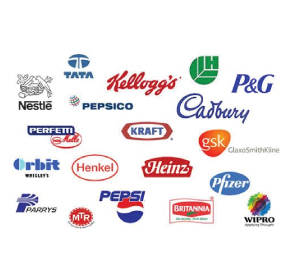 TATA
Kellogg's
P&G
Nestlē
PEPSICO
Cadbury
PERFETTI
van Melle
KRAFT
gsk
GlaxoSmithKline
Orbit
WRIGLEY'S
Henkel
Heinz
Pfizer
PARRYS
MTR
PEPSI
BRITANNIA
WIPRO
Applying Thought